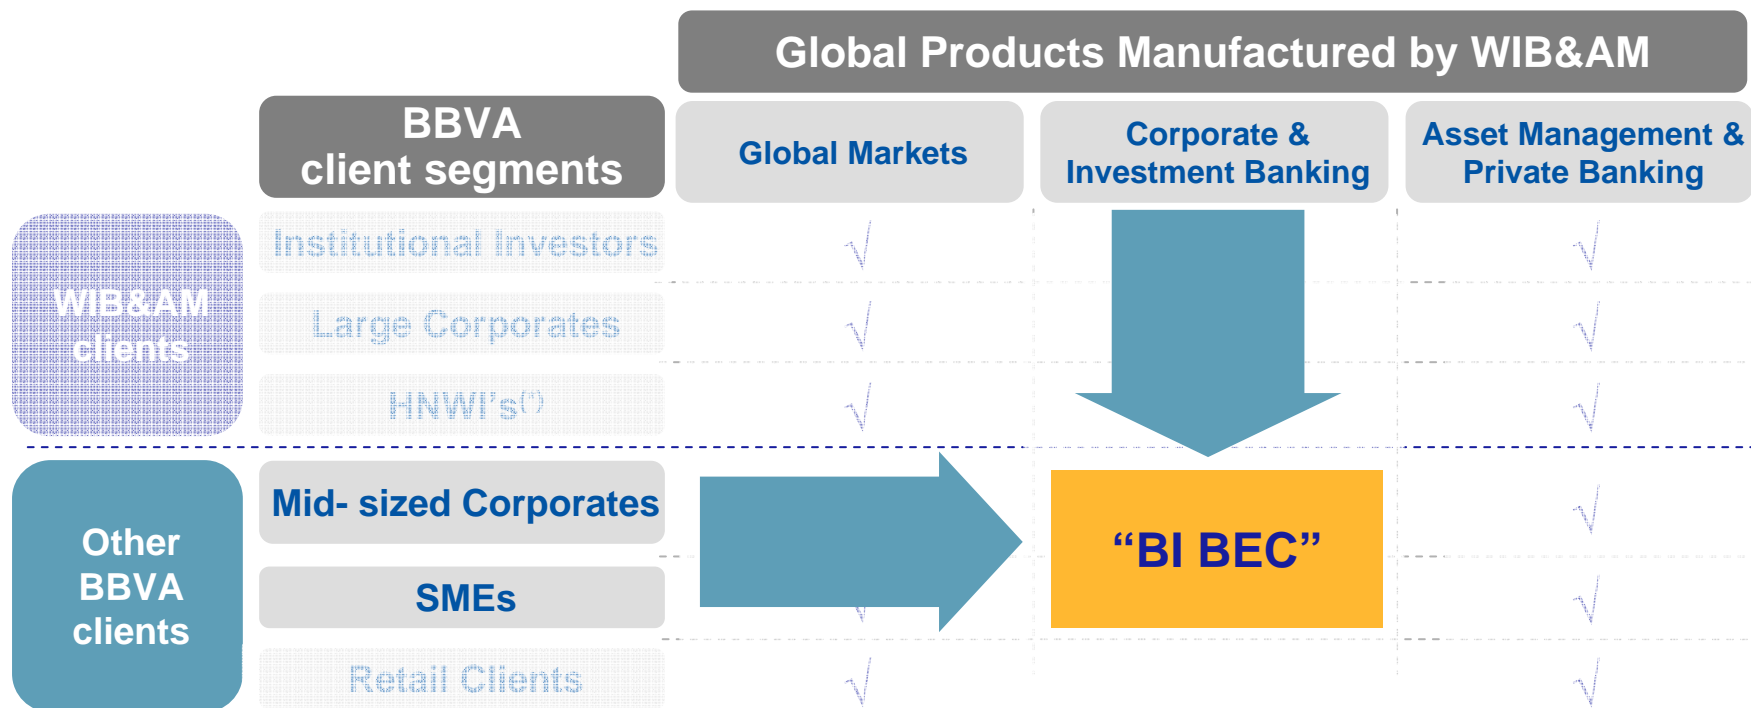 Global Products Manufactured by WIB&AM
BBVA
client segments
Global Markets
Corporate &
Investment Banking
Asset Management &
Private Banking
WIB&AM
clients
Institutional Investors
√ √
Large Corporates
√ √
HNWI's(*)
√ √
Other
BBVA
clients
Mid- sized Corporates
√
“BI BEC”
SMEs
√ √
Retail Clients
√ √